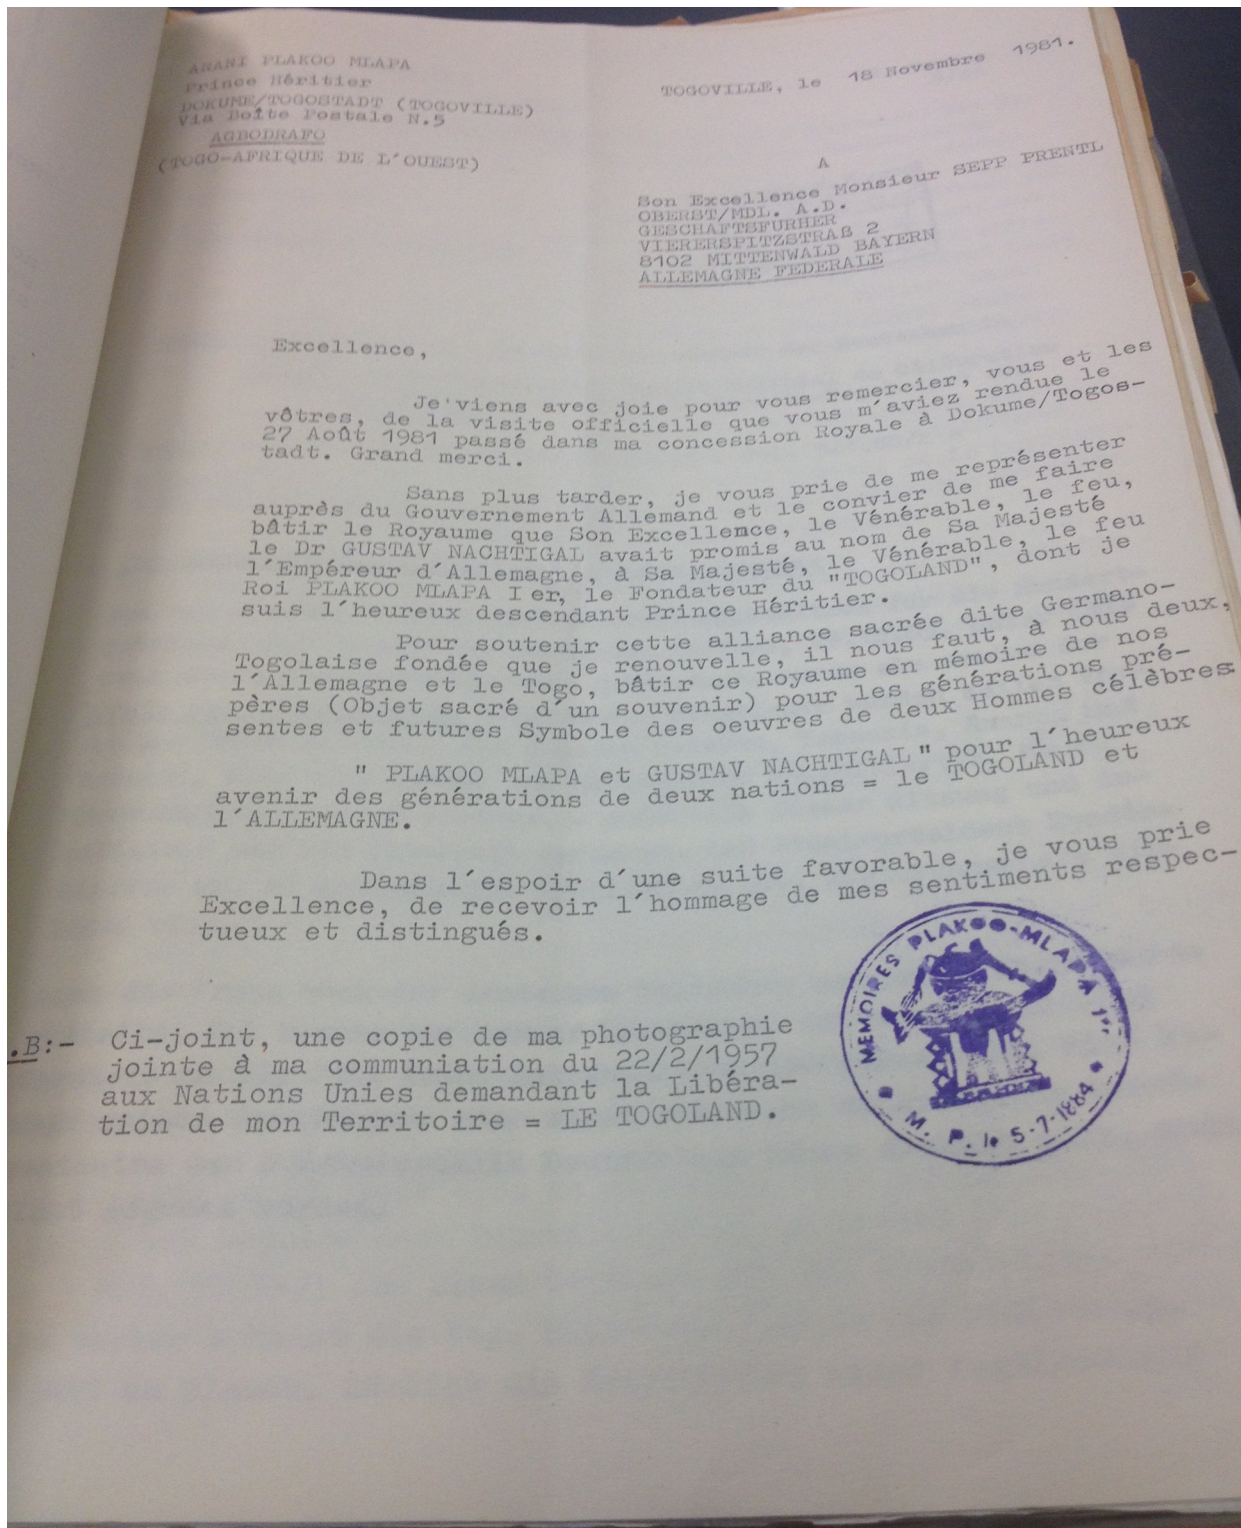 ANANI PLAKOO MLAPA
Prince Héritier
DOKUME/TOGOSTADT (TOGOVILLE)
Via Boîte Postale N.5
AGBODRAFO
(TOGO-AFRIQUE DE L'OUEST)
TOGOVILLE, le 18 Novembre 1981.
A
Son Excellence Monsieur SEPP PRENTL
OBERST/MDL. A.D.
GESCHAFTSFURHER
VIERERSPITZSTRAß 2
8102 MITTENWALD BAYERN
ALLEMAGNE FEDERALE
Excellence,
Je viens avec joie pour vous remercier, vous et les
vôtres, de la visite officielle que vous m'aviez rendue le
27 Août 1981 passé dans ma concession Royale à Dokume/Togos-
tadt. Grand merci.
Sans plus tarder, je vous prie de me représenter
auprès du Gouvernement Allemand et le convier de me faire
bâtir le Royaume que Son Excellence, le Vénérable, le feu,
le Dr GUSTAV NACHTIGAL avait promis au nom de Sa Majesté
l'Empéreur d'Allemagne, à Sa Majesté, le Vénérable, le feu
Roi PLAKOO MLAPA I er, le Fondateur du "TOGOLAND", dont je
suis l'heureux descendant Prince Héritier.
Pour soutenir cette alliance sacrée dite Germano-
Togolaise fondée que je renouvelle, il nous faut, à nous deux,
l'Allemagne et le Togo, bâtir ce Royaume en mémoire de nos
pères (Objet sacré d'un souvenir) pour les générations pré-
sentes et futures Symbole des oeuvres de deux Hommes célèbres
" PLAKOO MLAPA et GUSTAV NACHTIGAL " pour l'heureux
avenir des générations de deux nations = le TOGOLAND et
l'ALLEMAGNE.
Dans l'espoir d'une suite favorable, je vous prie
Excellence, de recevoir l'hommage de mes sentiments respec-
tueux et distingués.
MEMOIRES PLAKOO-MLAPA 1er
M. P. le 5-7-1884
.B:- Ci-joint, une copie de ma photographie
jointe à ma communiation du 22/2/1957
aux Nations Unies demandant la Libéra-
tion de mon Territoire = LE TOGOLAND.